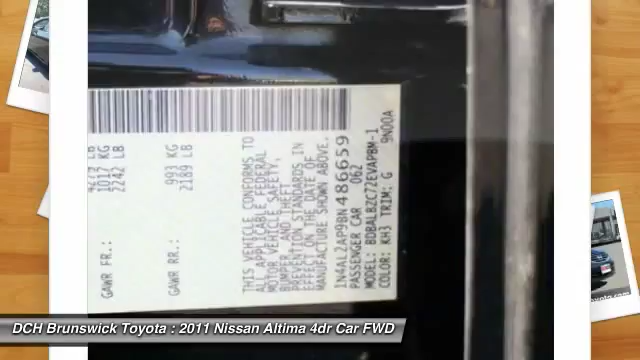 4272 LB
GAWR FR.: 1017 KG
2242 LB
GAWR RR.: 993 KG
2189 LB
THIS VEHICLE CONFORMS TO
ALL APPLICABLE FEDERAL
MOTOR VEHICLE SAFETY,
BUMPER, AND THEFT
PREVENTION STANDARDS IN
EFFECT ON THE DATE OF
MANUFACTURE SHOWN ABOVE.
1N4AL2AP9BN486659
PASSENGER CAR 062
MODEL: BDBALBZC72EVAPBM-1
COLOR: KH3 TRIM: G 9N00A
DCH Brunswick Toyota : 2011 Nissan Altima 4dr Car FWD